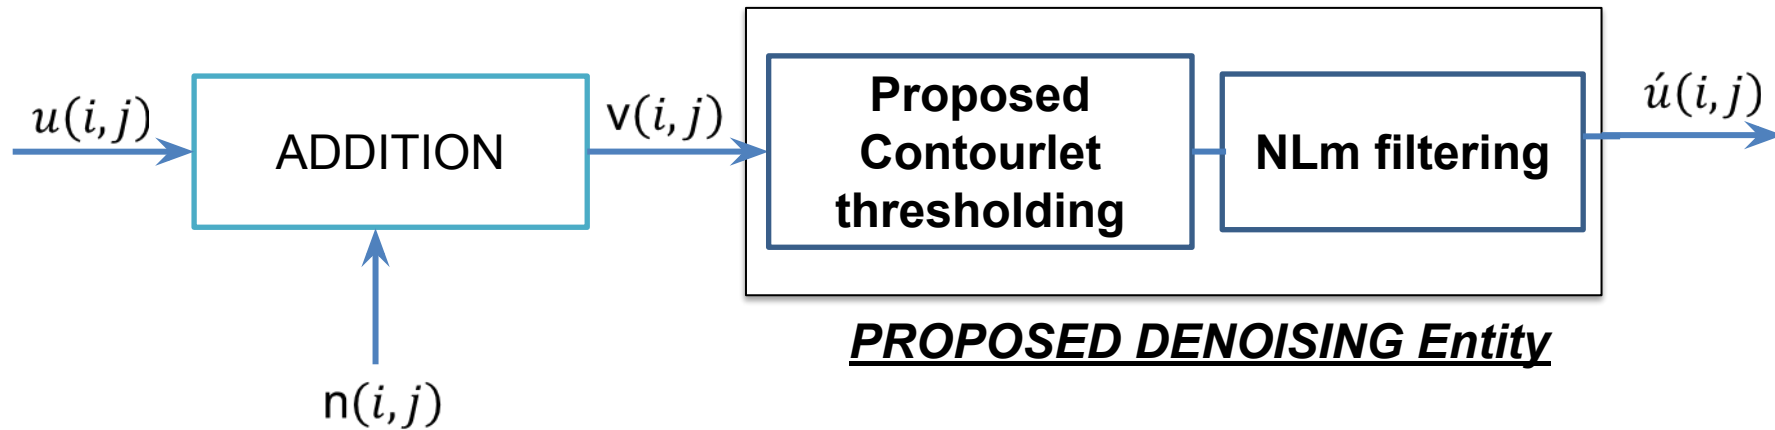 u(i, j)
ADDITION
n(i, j)
v(i, j)
Proposed
Contourlet
thresholding
NLm filtering
ú(i, j)
PROPOSED DENOISING Entity